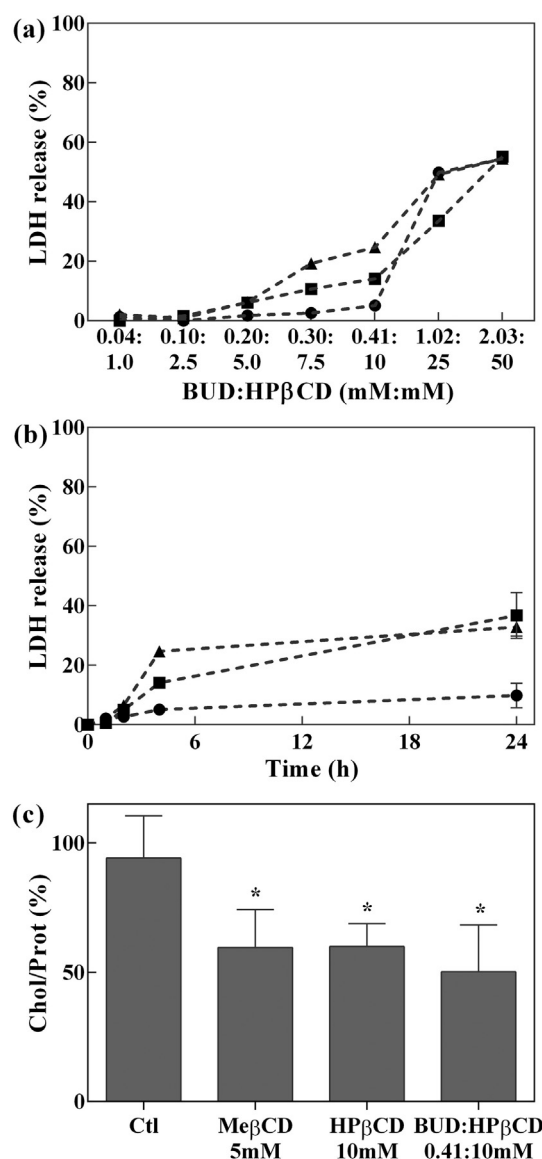 (a)
LDH release (%)
100
80
60
40
20
0
0.04: 0.10: 0.20: 0.30: 0.41: 1.02: 2.03:
1.0 2.5 5.0 7.5 10 25 50
BUD:HPβCD (mM:mM)
(b)
LDH release (%)
100
80
60
40
20
0
0 6 12 18 24
Time (h)
(c)
Chol/Prot (%)
100
50
0
* * *
Ctl MeβCD HPβCD BUD:HPβCD
5mM 10mM 0.41:10mM